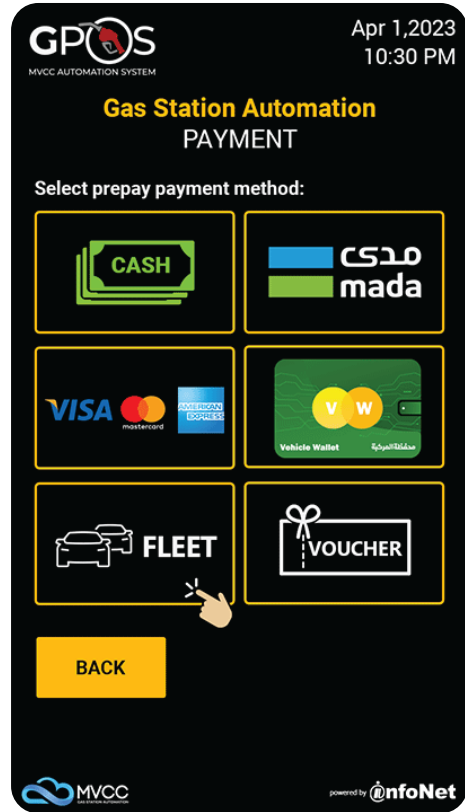 GPOS
MVCC AUTOMATION SYSTEM
Apr 1,2023
10:30 PM
Gas Station Automation
PAYMENT
Select prepay payment method:
CASH
مدى
mada
VISA
mastercard
AMERICAN
EXPRESS
V W
Vehicle Wallet
محفظة المركبة
FLEET
VOUCHER
BACK
MVCC
GAS STATION AUTOMATION
powered by infoNet